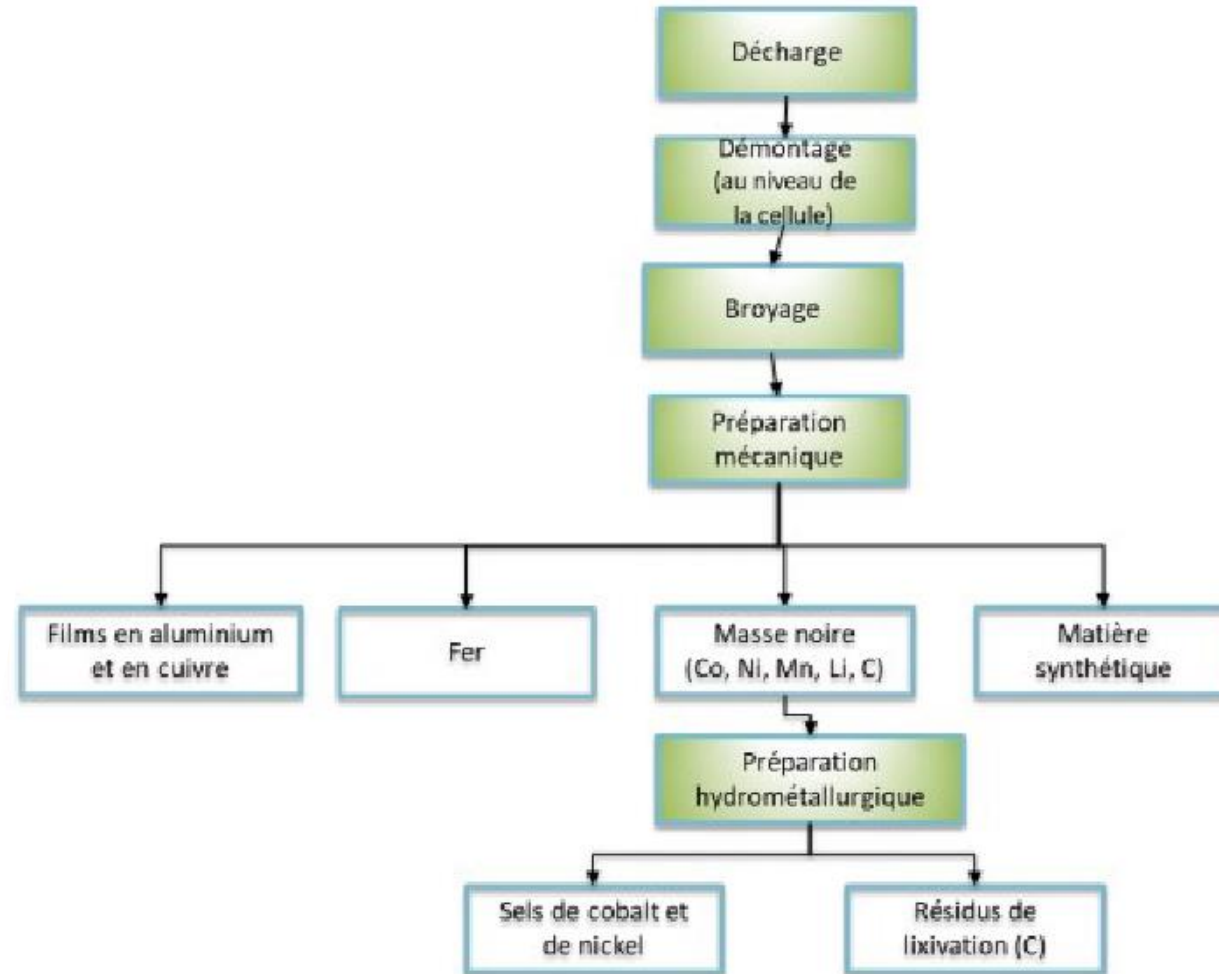 Décharge
Démontage
(au niveau de
la cellule)
Broyage
Préparation
mécanique
Films en aluminium
et en cuivre
Fer
Masse noire
(Co, Ni, Mn, Li, C)
Matière
synthétique
Préparation
hydrométallurgique
Sels de cobalt et
de nickel
Résidus de
lixivation (C)